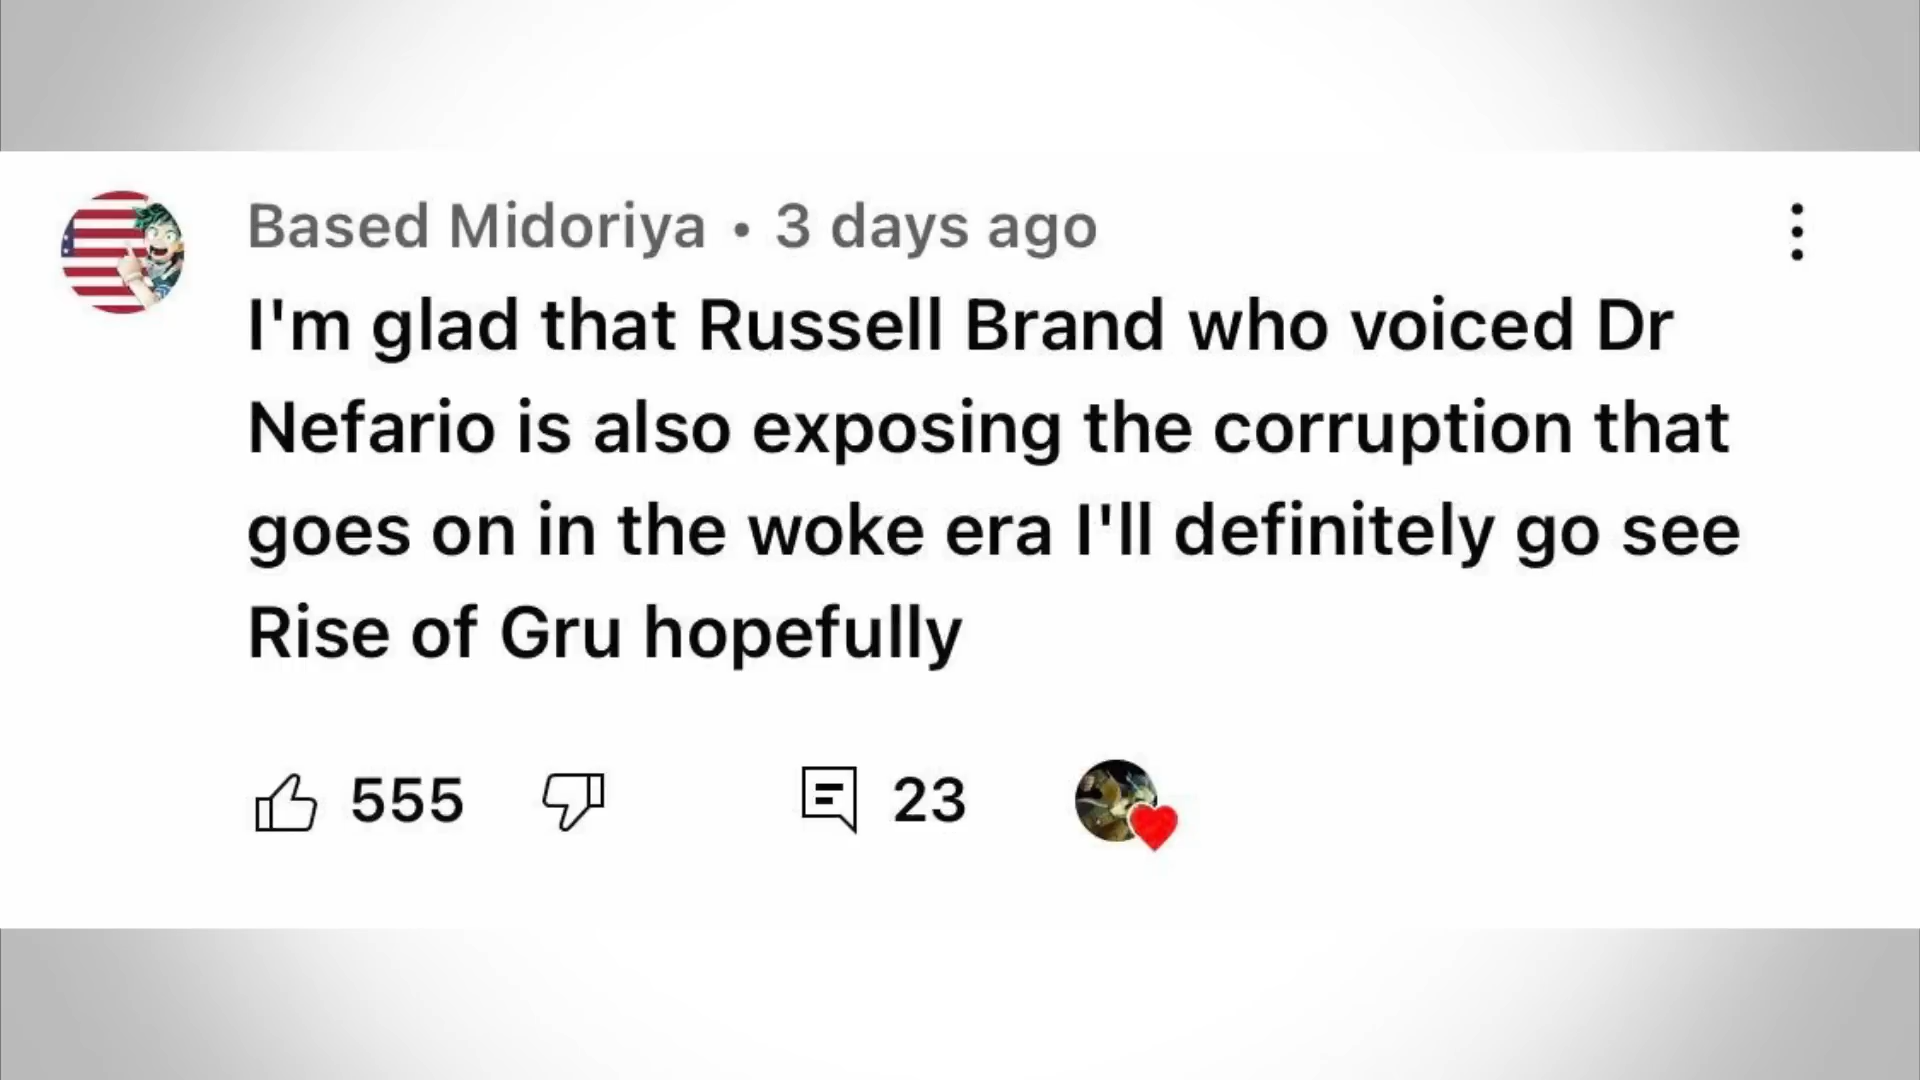 Based Midoriya • 3 days ago
I'm glad that Russell Brand who voiced Dr
Nefario is also exposing the corruption that
goes on in the woke era I'll definitely go see
Rise of Gru hopefully
555 23